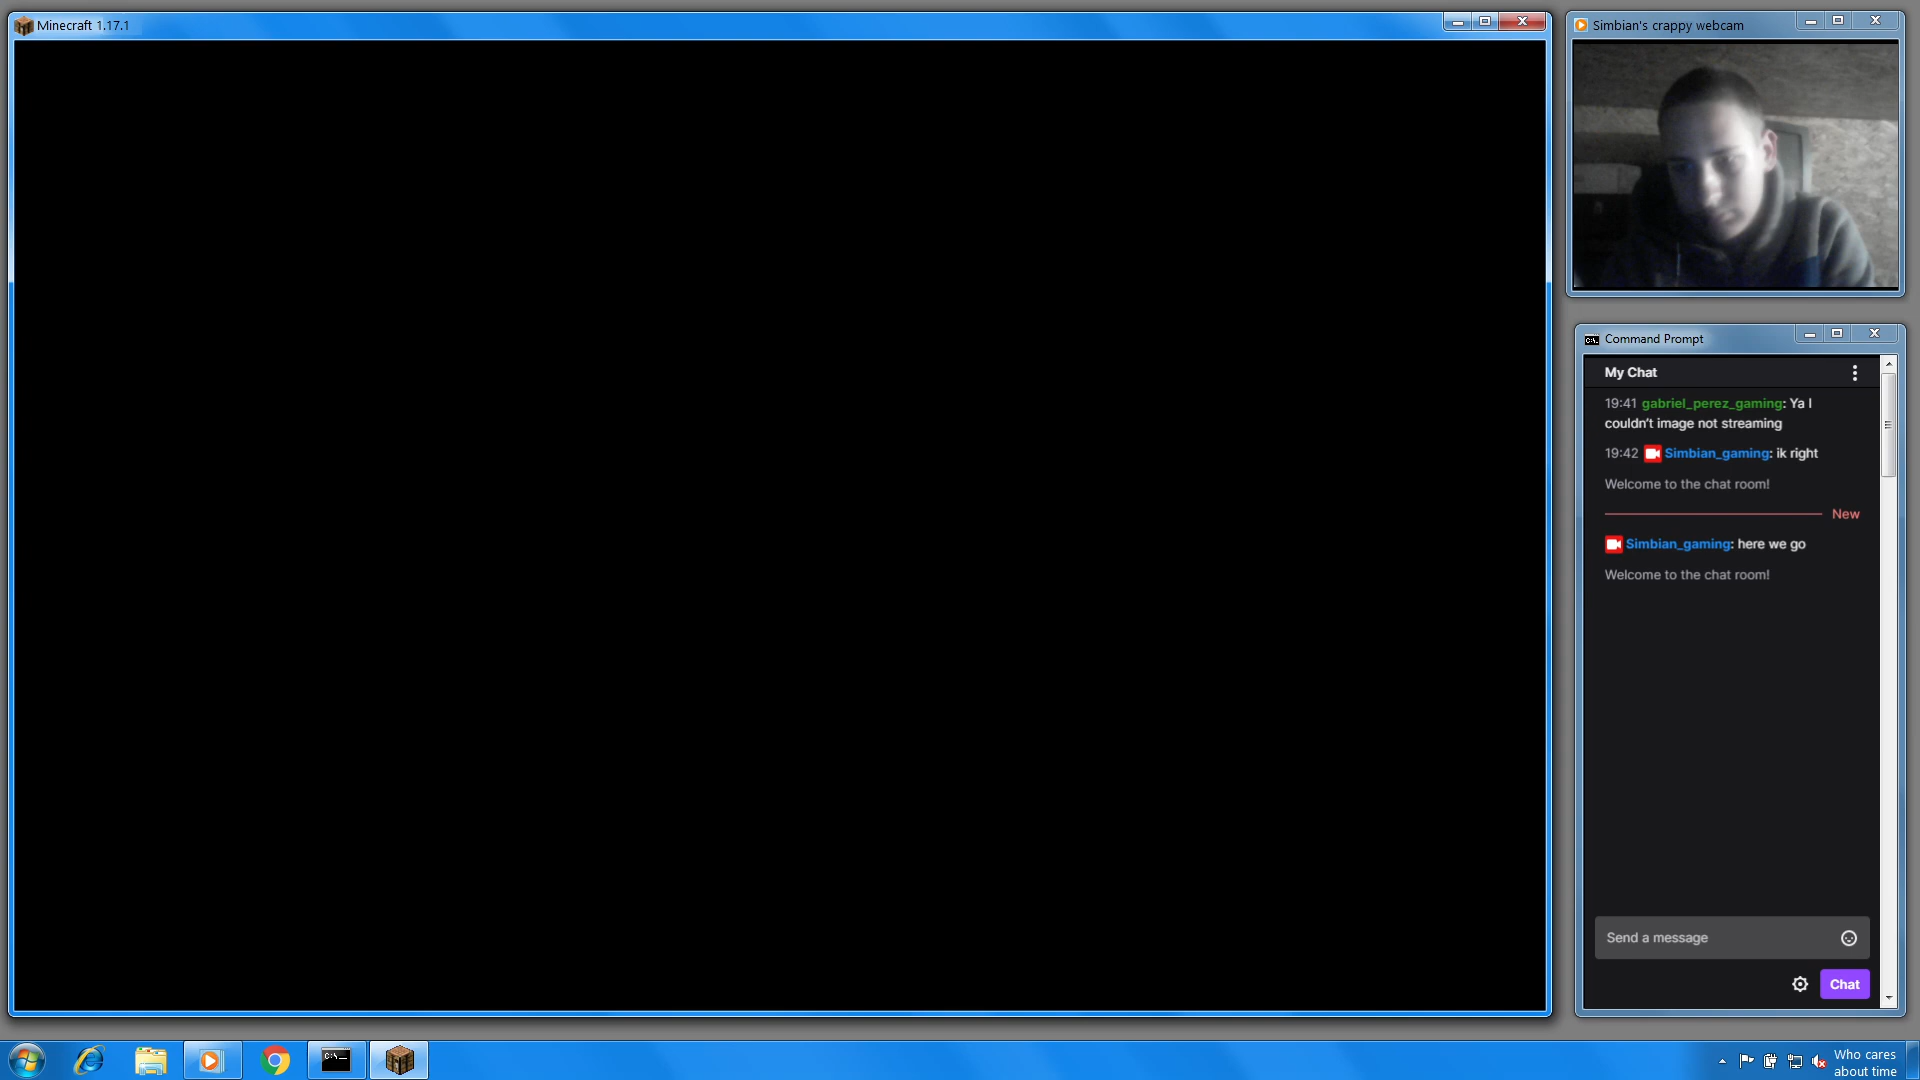 Minecraft 1.17.1
Simbian's crappy webcam
Command Prompt
My Chat
19:41 gabriel_perez_gaming: Ya I
couldn't image not streaming
19:42 Simbian_gaming: ik right
Welcome to the chat room!
New
Simbian_gaming: here we go
Welcome to the chat room!
Send a message
Chat
Who cares
about time